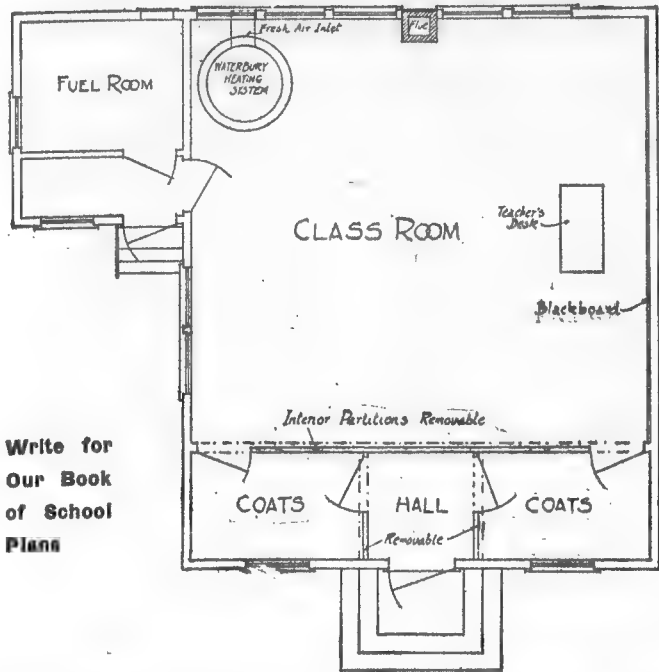 Fresh Air Inlet
Flue
FUEL ROOM
WATERBURY
HEATING
SYSTEM
CLASS ROOM
Teacher's
Desk
Blackboard
Interior Partitions Removable
Write for
Our Book
of School
Plans
COATS
HALL
COATS
Removable